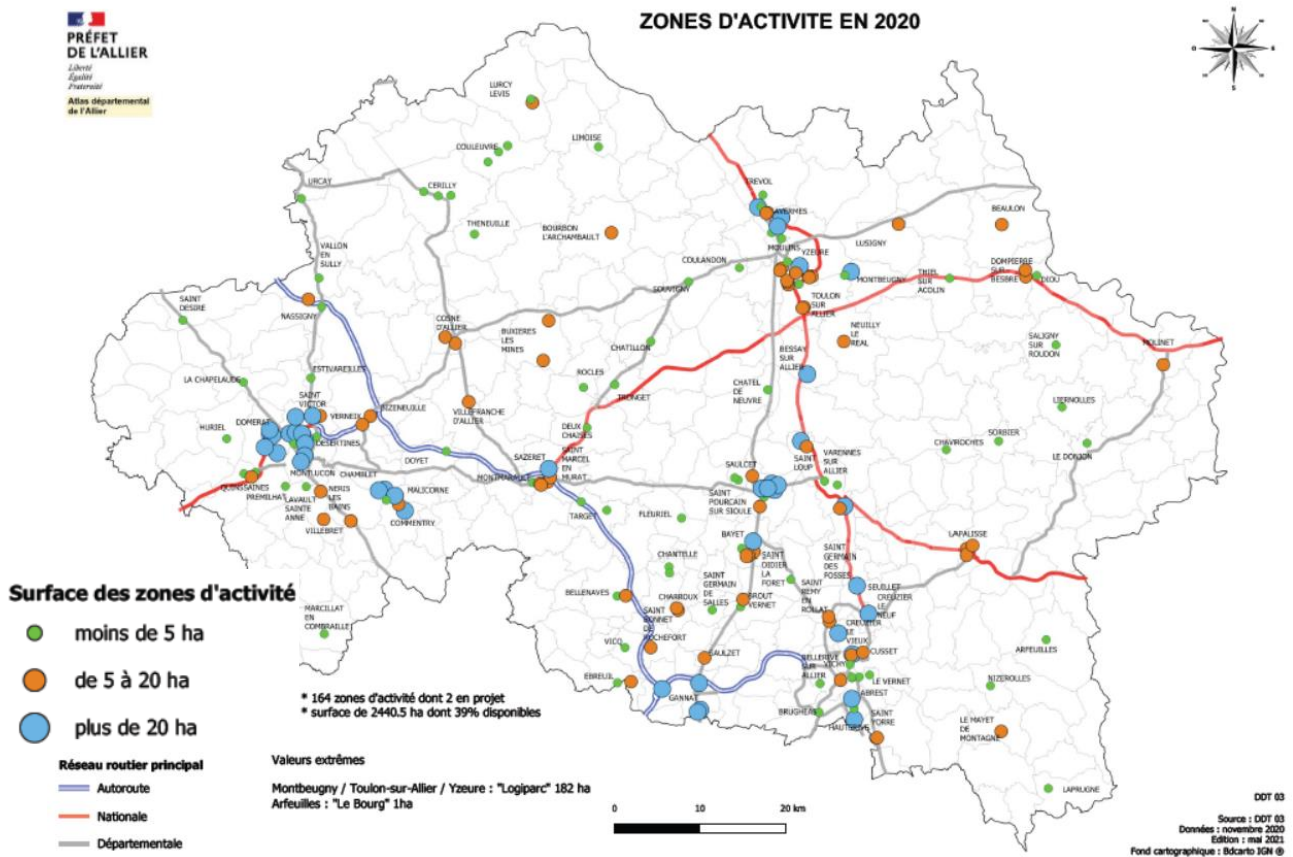 ZONES D'ACTIVITE EN 2020
PRÉFET
DE L'ALLIER
Liberté
Égalité
Fraternité
Atlas départemental
de l'Allier
N
O
E
S
LURCY
LEVIS
COULEUVRE
LIMOISE
URCAY
CERILLY
TREVOL
AVERMES
THENEUILLE
BOURBON
L'ARCHAMBAULT
BEAULON
LUSIGNY
MOULINS
YZEURE
VALLON
EN
SULLY
COULANDON
MONTBEUGNY
THIEL
SUR
ACOLIN
DOMPIERRE
SUR
BESBRE
DIOU
SOUVIGNY
SAINT
DESIRE
NASSIGNY
COSNE
D'ALLIER
BUXIERES
LES
MINES
TOULON
SUR
ALLIER
NEUILLY
LE
REAL
CHATILLON
BESSAY
SUR
ALLIER
SALIGNY
SUR
ROUDON
MOLINET
ESTIVAREILLES
LA CHAPELAUDE
ROCLES
TRONGET
CHATEL
DE
NEUVRE
SAINT
VICTOR
VERNEIX
BIZENEUILLE
VILLEFRANCHE
D'ALLIER
LIERNOLLES
HURIEL
DOMERAT
DESERTINES
DEUX
CHAISES
CHAVROCHES
SORBIER
LE DONJON
SAINT
LOUP
VARENNES
SUR
ALLIER
DOYET
SAZERET
SAINT
MARCEL
EN
MURAT
MONTMARAULT
SAULCET
MONTLUCON
CHAMBLET
QUINSSAINES
PREMILHAT
LAVAULT
SAINTE
ANNE
NERIS
LES
BAINS
MALICORNE
COMMENTRY
VILLEBRET
SAINT
POURCAIN
SUR SIOULE
TARGET
FLEURIEL
LAPALISSE
BAYET
SAINT
DIDIER
LA
FORET
SAINT
GERMAIN
DES
FOSSES
CHANTELLE
SAINT
GERMAIN
DE
SALLES
SAINT
REMY
EN
ROLLAT
SEUILLET
CREUZIER
LE
NEUF
BELLENAVES
CHARROUX
BROUT
VERNET
SAINT
BONNET
DE
ROCHEFORT
CREUZIER
LE
VIEUX
MARCILLAT
EN
COMBRAILLE
VICQ
SAULZET
BELLERIVE
SUR
ALLIER
VICHY
CUSSET
ARFEUILLES
EBREUIL
GANNAT
LE VERNET
NIZEROLLES
ABREST
BRUGHEAS
HAUTERIVE
SAINT
YORRE
LE MAYET
DE
MONTAGNE
LAPRUGNE
Surface des zones d'activité
moins de 5 ha
de 5 à 20 ha
plus de 20 ha
Réseau routier principal
Autoroute
Nationale
Départementale
* 164 zones d'activité dont 2 en projet
* surface de 2440.5 ha dont 39% disponibles
Valeurs extrêmes
Montbeugny / Toulon-sur-Allier / Yzeure : "Logiparc" 182 ha
Arfeuilles : "Le Bourg" 1ha
0 10 20 km
DDT 03
Source : DDT 03
Données : novembre 2020
Edition : mai 2021
Fond cartographique : Bdcarto IGN ®